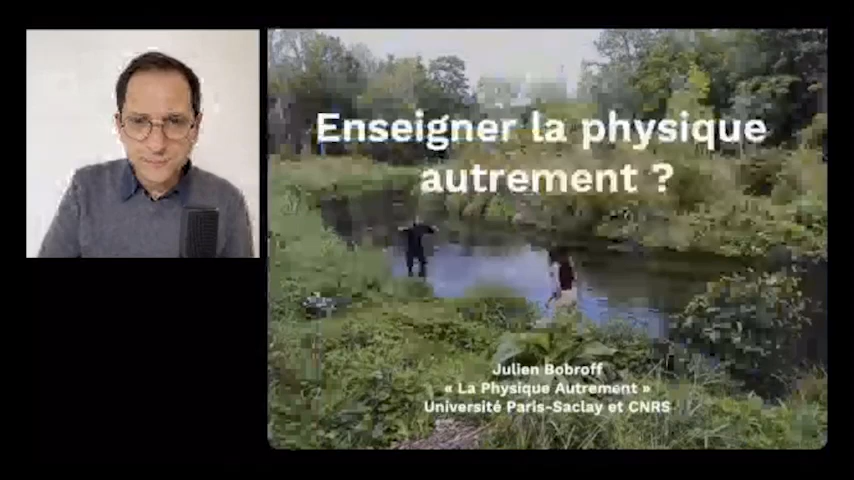 Enseigner la physique
autrement ?
Julien Bobroff
« La Physique Autrement »
Université Paris-Saclay et CNRS